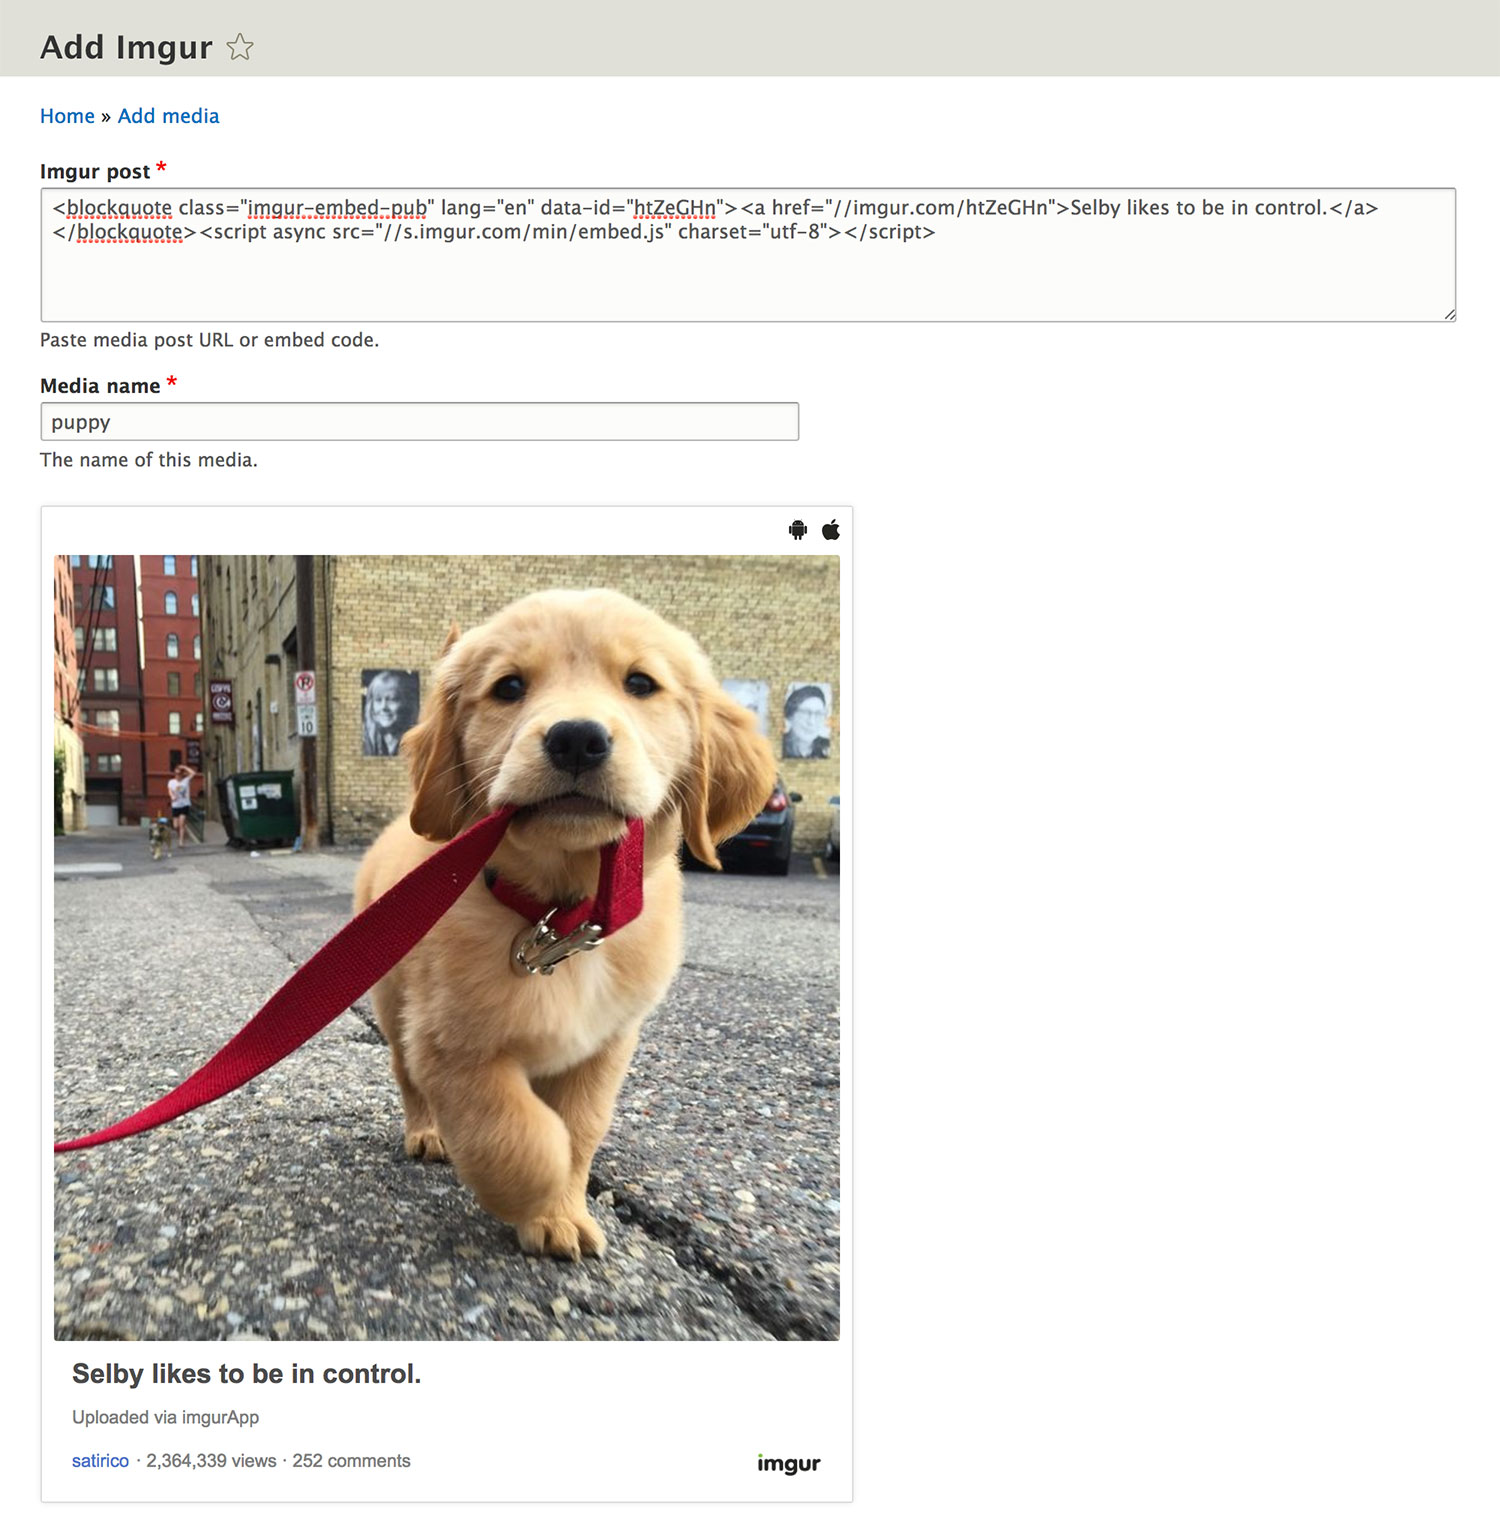 Add Imgur
Home » Add media
Imgur post *
<blockquote class="imgur-embed-pub" lang="en" data-id="htZeGHn"><a href="//imgur.com/htZeGHn">Selby likes to be in control.</a>
</blockquote><script async src="//s.imgur.com/min/embed.js" charset="utf-8"></script>
Paste media post URL or embed code.
Media name *
puppy
The name of this media.
10
Selby likes to be in control.
Uploaded via imgurApp
satirico · 2,364,339 views · 252 comments
imgur